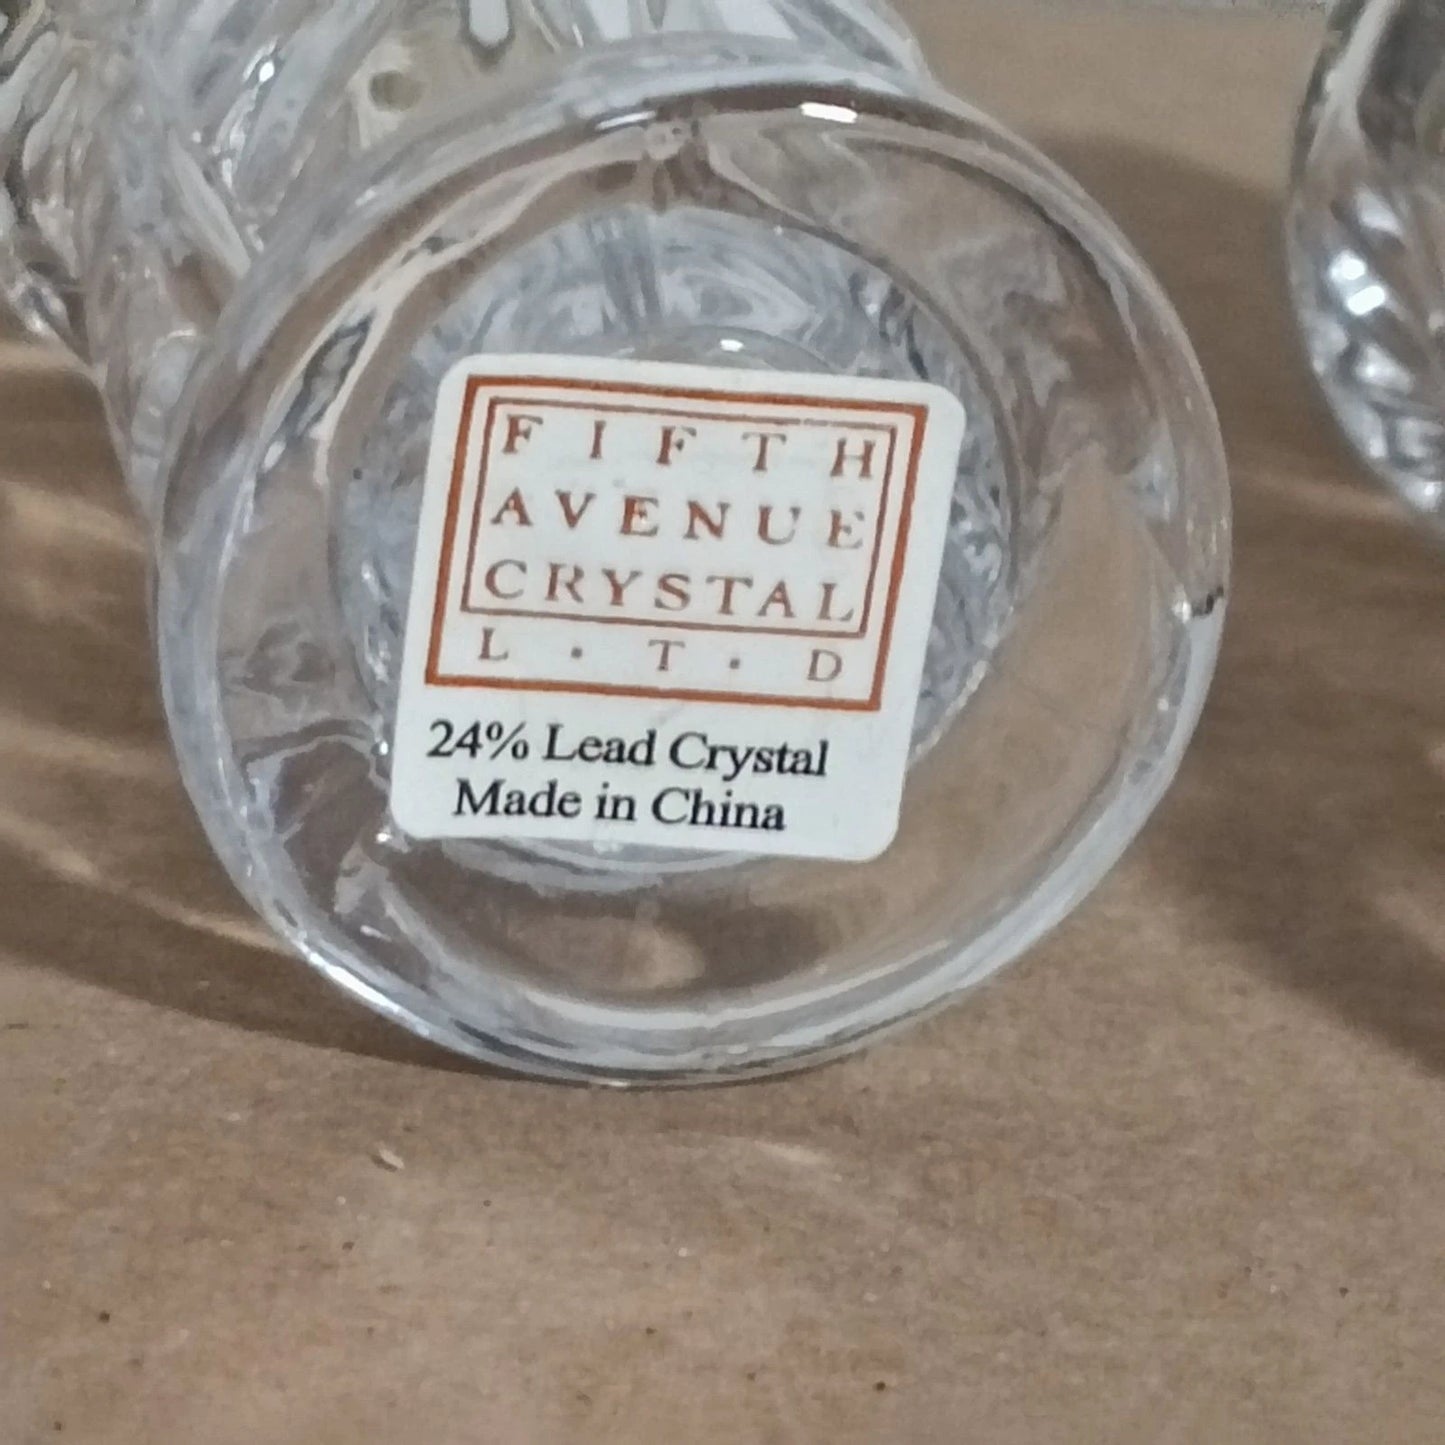 FIFTH
AVENUE
CRYSTAL
L · T · D
24% Lead Crystal
Made in China